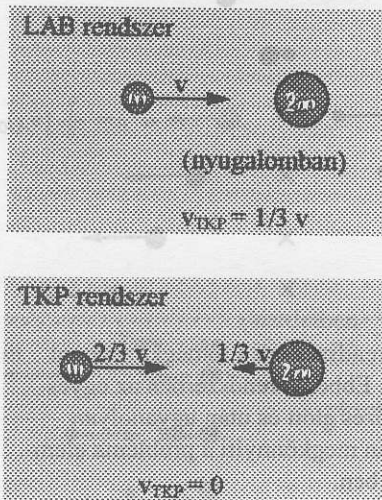 LAB rendszer
m v 2m
(nyugalomban)
v_TKP = 1/3 v
TKP rendszer
2/3 v 1/3 v
m 2m
v_TKP = 0